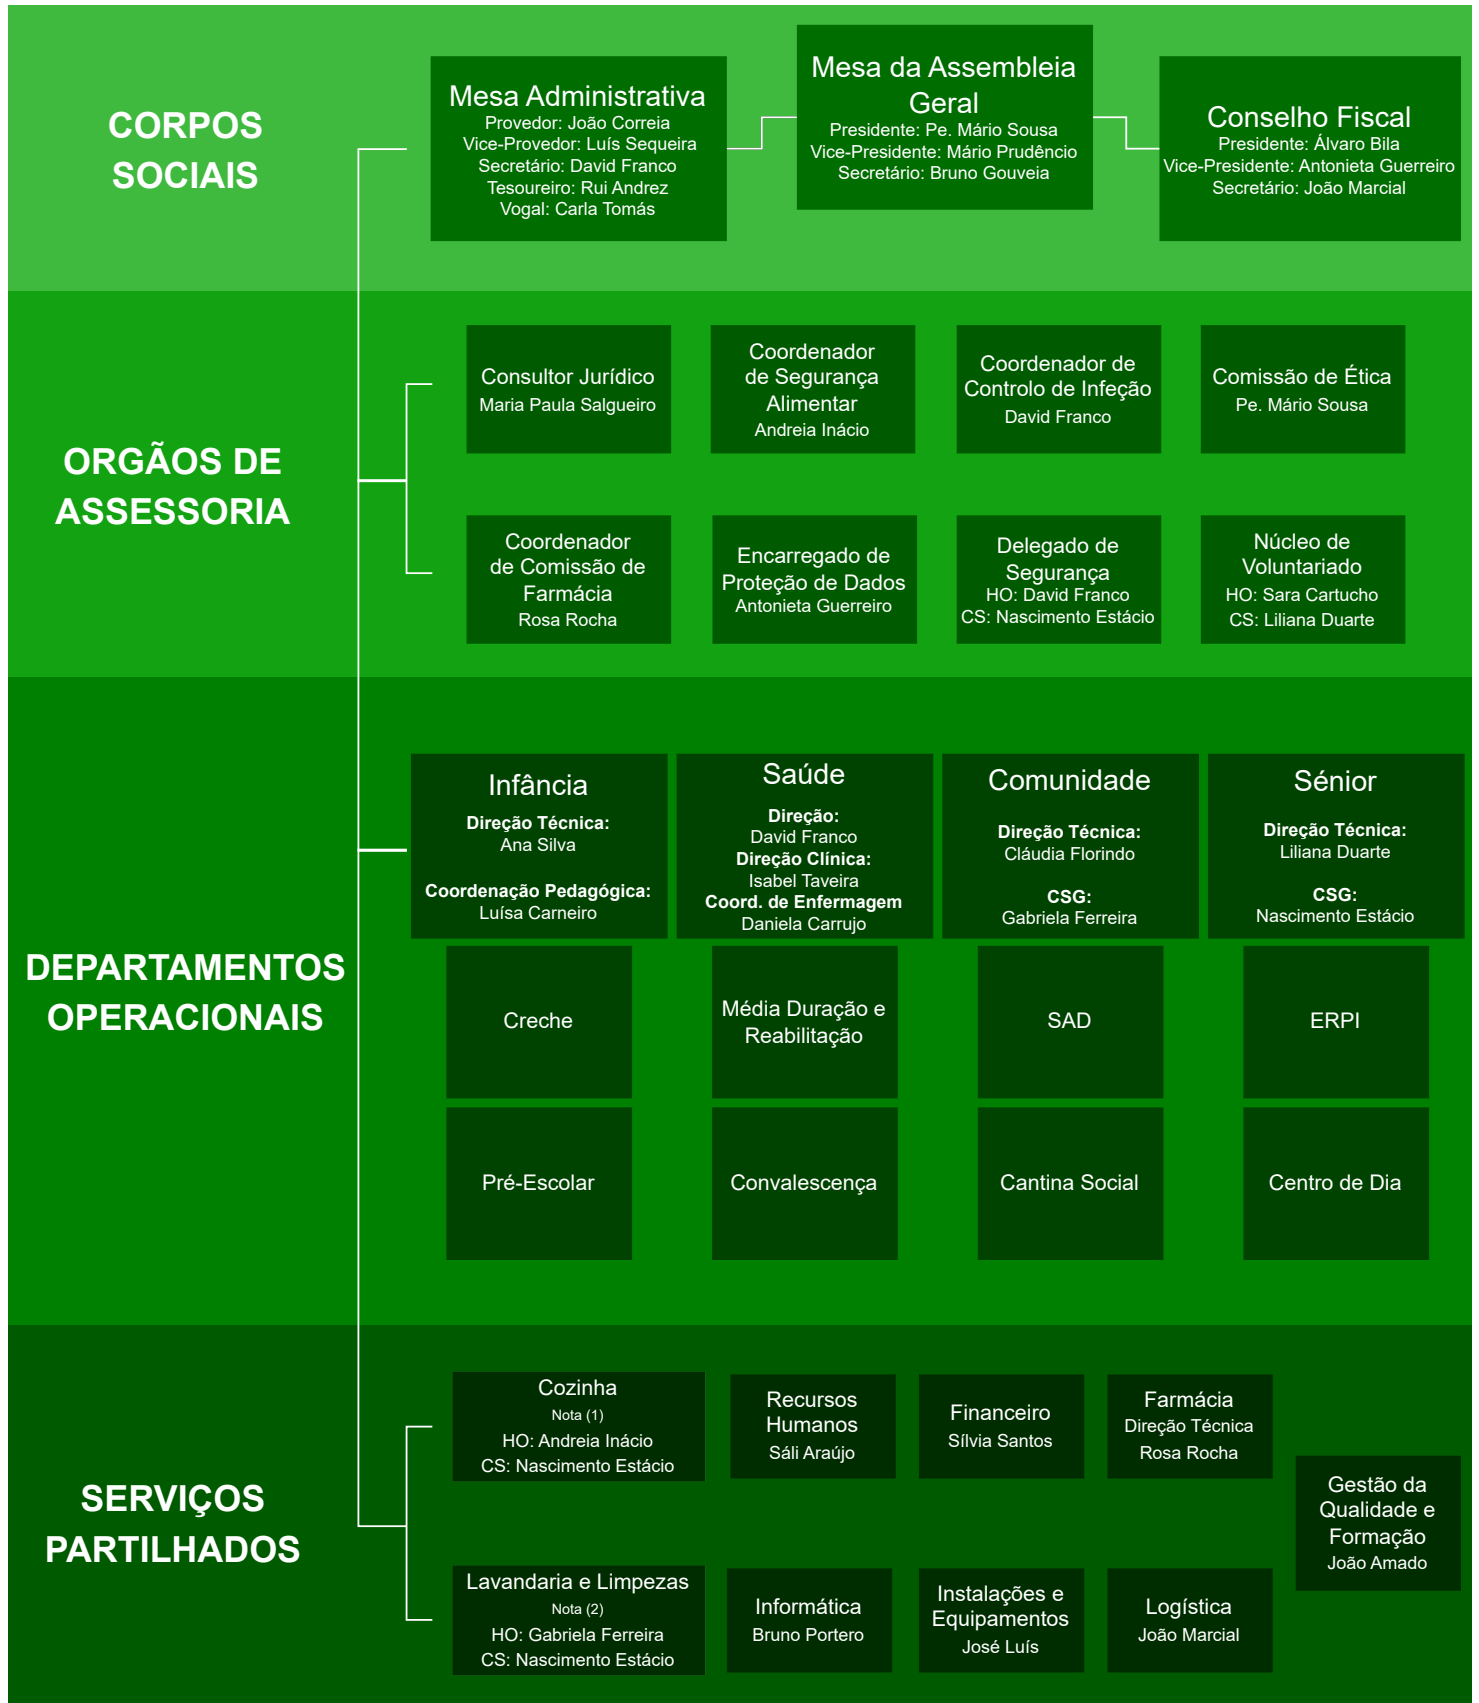 CORPOS
SOCIAIS
Mesa Administrativa
Provedor: João Correia
Vice-Provedor: Luís Sequeira
Secretário: David Franco
Tesoureiro: Rui Andrez
Vogal: Carla Tomás
Mesa da Assembleia
Geral
Presidente: Pe. Mário Sousa
Vice-Presidente: Mário Prudêncio
Secretário: Bruno Gouveia
Conselho Fiscal
Presidente: Álvaro Bila
Vice-Presidente: Antonieta Guerreiro
Secretário: João Marcial
ORGÃOS DE
ASSESSORIA
Consultor Jurídico
Maria Paula Salgueiro
Coordenador
de Segurança
Alimentar
Andreia Inácio
Coordenador de
Controlo de Infeção
David Franco
Comissão de Ética
Pe. Mário Sousa
Coordenador
de Comissão de
Farmácia
Rosa Rocha
Encarregado de
Proteção de Dados
Antonieta Guerreiro
Delegado de
Segurança
HO: David Franco
CS: Nascimento Estácio
Núcleo de
Voluntariado
HO: Sara Cartucho
CS: Liliana Duarte
DEPARTAMENTOS
OPERACIONAIS
Infância
Direção Técnica:
Ana Silva
Coordenação Pedagógica:
Luísa Carneiro
Saúde
Direção:
David Franco
Direção Clínica:
Isabel Taveira
Coord. de Enfermagem
Daniela Carrujo
Comunidade
Direção Técnica:
Cláudia Florindo
CSG:
Gabriela Ferreira
Sénior
Direção Técnica:
Liliana Duarte
CSG:
Nascimento Estácio
Creche
Média Duração e
Reabilitação
SAD
ERPI
Pré-Escolar
Convalescença
Cantina Social
Centro de Dia
SERVIÇOS
PARTILHADOS
Cozinha
Nota (1)
HO: Andreia Inácio
CS: Nascimento Estácio
Recursos
Humanos
Sáli Araújo
Financeiro
Sílvia Santos
Farmácia
Direção Técnica
Rosa Rocha
Gestão da
Qualidade e
Formação
João Amado
Lavandaria e Limpezas
Nota (2)
HO: Gabriela Ferreira
CS: Nascimento Estácio
Informática
Bruno Portero
Instalações e
Equipamentos
José Luís
Logística
João Marcial